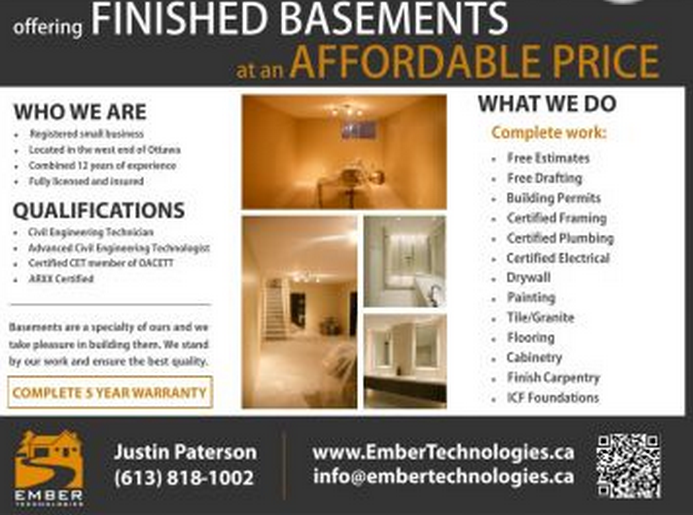 offering FINISHED BASEMENTS
at an AFFORDABLE PRICE
WHO WE ARE
• Registered small business
• Located in the west end of Ottawa
• Combined 12 years of experience
• Fully licensed and insured
QUALIFICATIONS
• Civil Engineering Technician
• Advanced Civil Engineering Technologist
• Certified CET member of OACETT
• ARXX Certified
Basements are a specialty of ours and we
take pleasure in building them. We stand
by our work and ensure the best quality.
COMPLETE 5 YEAR WARRANTY
WHAT WE DO
Complete work:
• Free Estimates
• Free Drafting
• Building Permits
• Certified Framing
• Certified Plumbing
• Certified Electrical
• Drywall
• Painting
• Tile/Granite
• Flooring
• Cabinetry
• Finish Carpentry
• ICF Foundations
EMBER
TECHNOLOGIES
Justin Paterson
(613) 818-1002
www.EmberTechnologies.ca
info@embertechnologies.ca